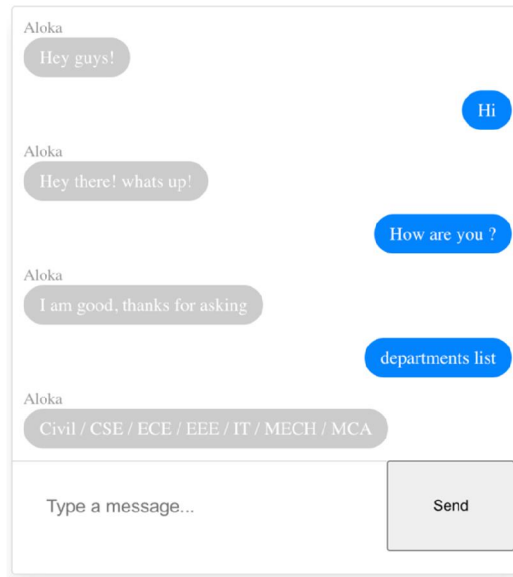 Aloka
Hey guys!
Hi
Aloka
Hey there! whats up!
How are you ?
Aloka
I am good, thanks for asking
departments list
Aloka
Civil / CSE / ECE / EEE / IT / MECH / MCA
Type a message...
Send